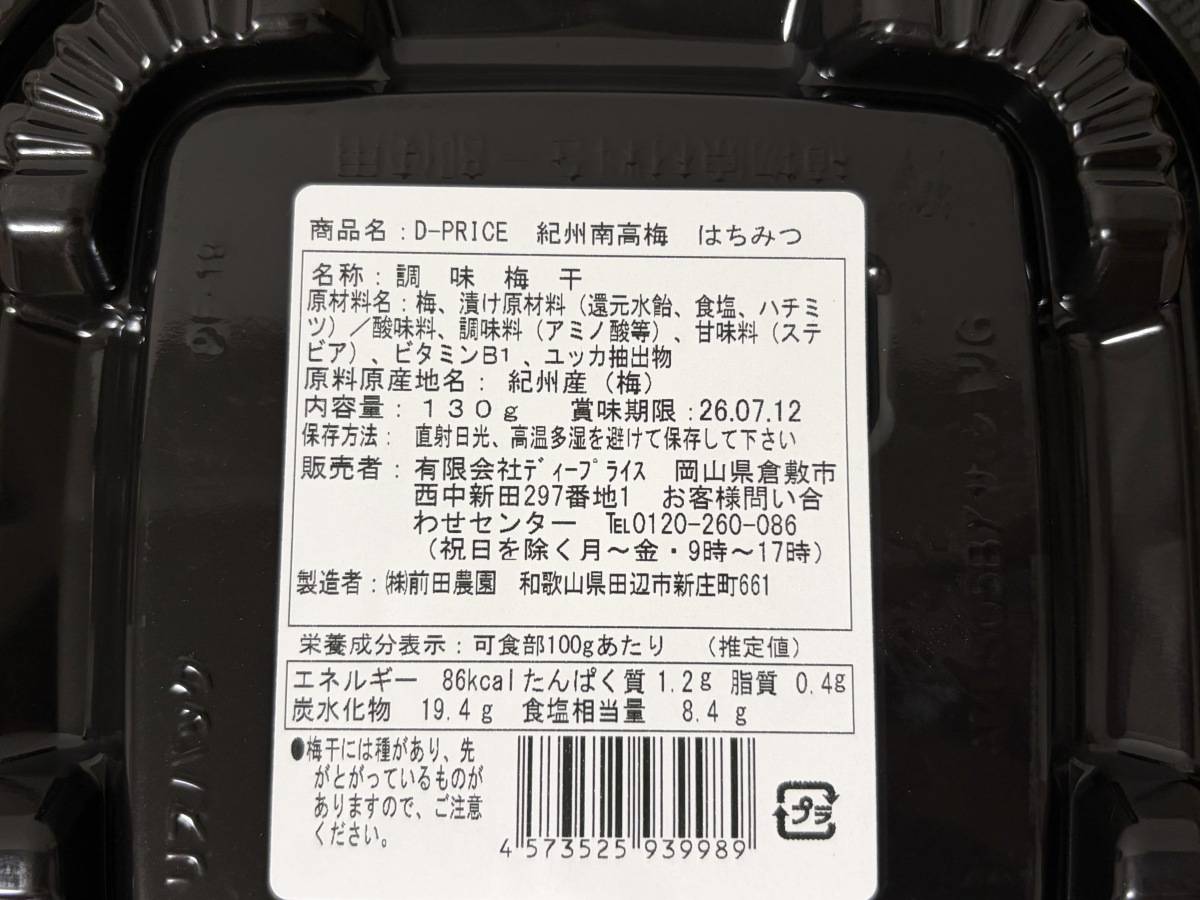 商品名：D-PRICE 紀州南高梅 はちみつ
名称：調 味 梅 干
原材料名：梅、漬け原材料（還元水飴、食塩、ハチミ
ツ）／酸味料、調味料（アミノ酸等）、甘味料（ステ
ビア）、ビタミンB1、ユッカ抽出物
原料原産地名：紀州産（梅）
内容量：１３０ｇ 賞味期限：26.07.12
保存方法：直射日光、高温多湿を避けて保存して下さい
販売者：有限会社ﾃﾞｨｰﾌﾟﾗｲｽ 岡山県倉敷市
西中新田297番地1 お客様問い合
わせセンター ℡0120-260-086
（祝日を除く月～金・9時～17時）
製造者：㈱前田農園 和歌山県田辺市新庄町661
栄養成分表示：可食部100gあたり （推定値）
エネルギー 86kcal たんぱく質 1.2g 脂質 0.4g
炭水化物 19.4g 食塩相当量 8.4g
●梅干には種があり、先
がとがっているものが
ありますので、ご注意
ください。
4 573525 939989
プラ